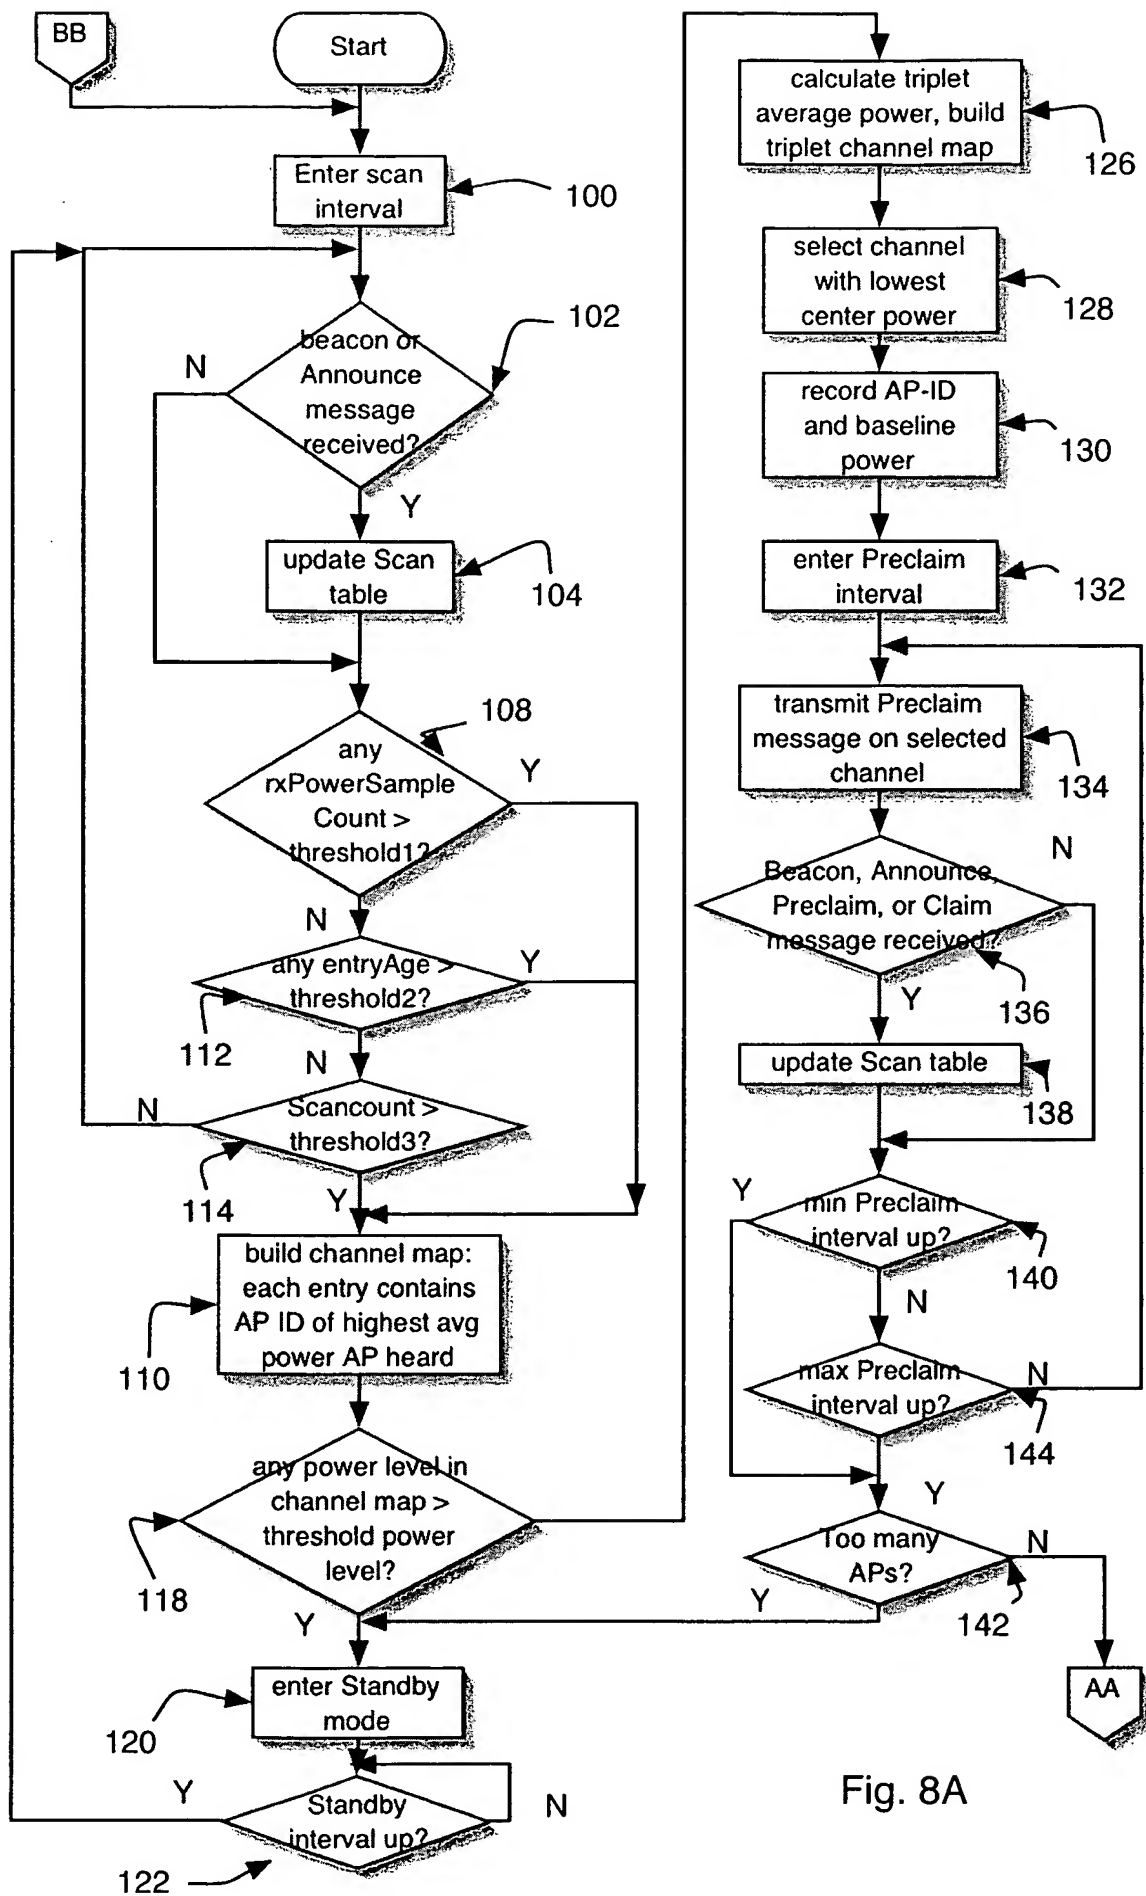 BB
Start
Enter scan
interval
100
beacon or
Announce
message
received?
102
N
Y
update Scan
table
104
any
rxPowerSample
Count >
threshold1?
108
Y
N
any entryAge >
threshold2?
Y
112
N
Scancount >
threshold3?
N
114
Y
build channel map:
each entry contains
AP ID of highest avg
power AP heard
110
any power level in
channel map >
threshold power
level?
118
Y
enter Standby
mode
120
Y
Standby
interval up?
N
122
calculate triplet
average power, build
triplet channel map
126
select channel
with lowest
center power
128
record AP-ID
and baseline
power
130
enter Preclaim
interval
132
transmit Preclaim
message on selected
channel
134
N
Beacon, Announce,
Preclaim, or Claim
message received?
136
Y
update Scan table
138
Y
min Preclaim
interval up?
140
N
max Preclaim
interval up?
N
144
Y
Too many
APs?
N
Y
142
AA
Fig. 8A